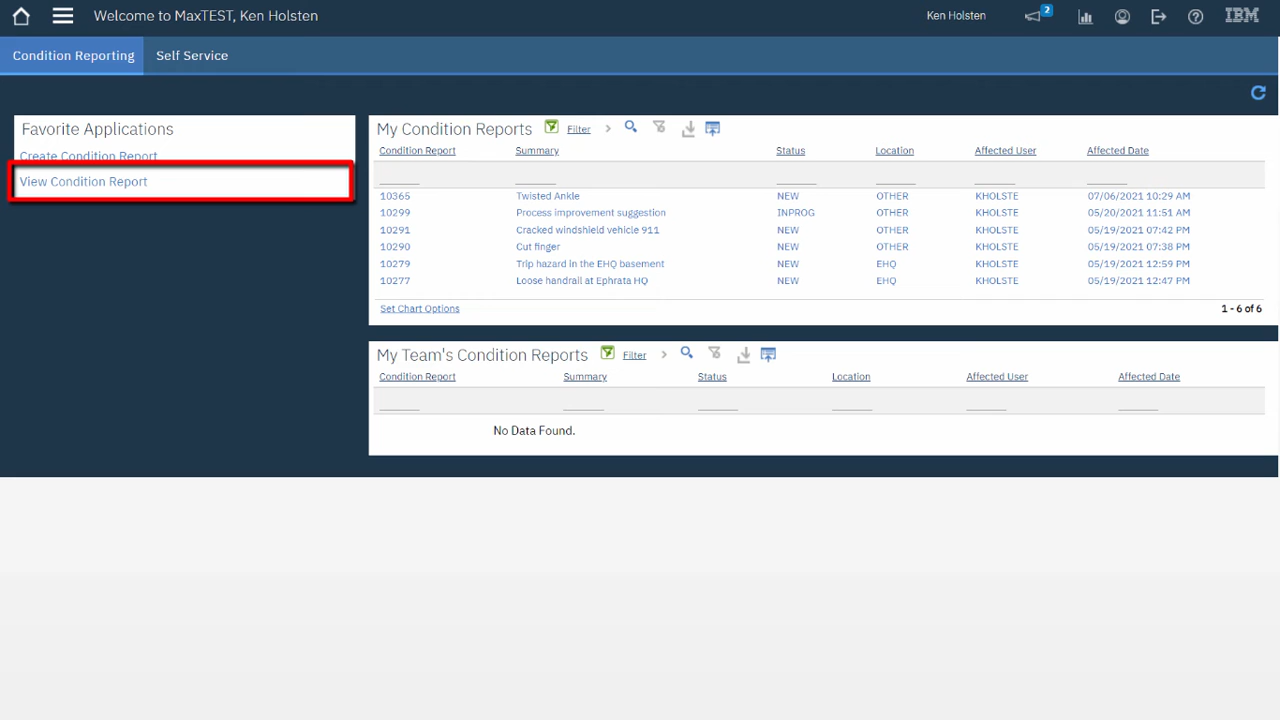 Welcome to MaxTEST, Ken Holsten
Ken Holsten 2 IBM
Condition Reporting Self Service
Favorite Applications
Create Condition Report
View Condition Report
My Condition Reports Filter
Condition Report Summary Status Location Affected User Affected Date
10365 Twisted Ankle NEW OTHER KHOLSTE 07/06/2021 10:29 AM
10299 Process improvement suggestion INPROG OTHER KHOLSTE 05/20/2021 11:51 AM
10291 Cracked windshield vehicle 911 NEW OTHER KHOLSTE 05/19/2021 07:42 PM
10290 Cut finger NEW OTHER KHOLSTE 05/19/2021 07:38 PM
10279 Trip hazard in the EHQ basement NEW EHQ KHOLSTE 05/19/2021 12:59 PM
10277 Loose handrail at Ephrata HQ NEW EHQ KHOLSTE 05/19/2021 12:47 PM
Set Chart Options 1 - 6 of 6
My Team's Condition Reports Filter
Condition Report Summary Status Location Affected User Affected Date
No Data Found.